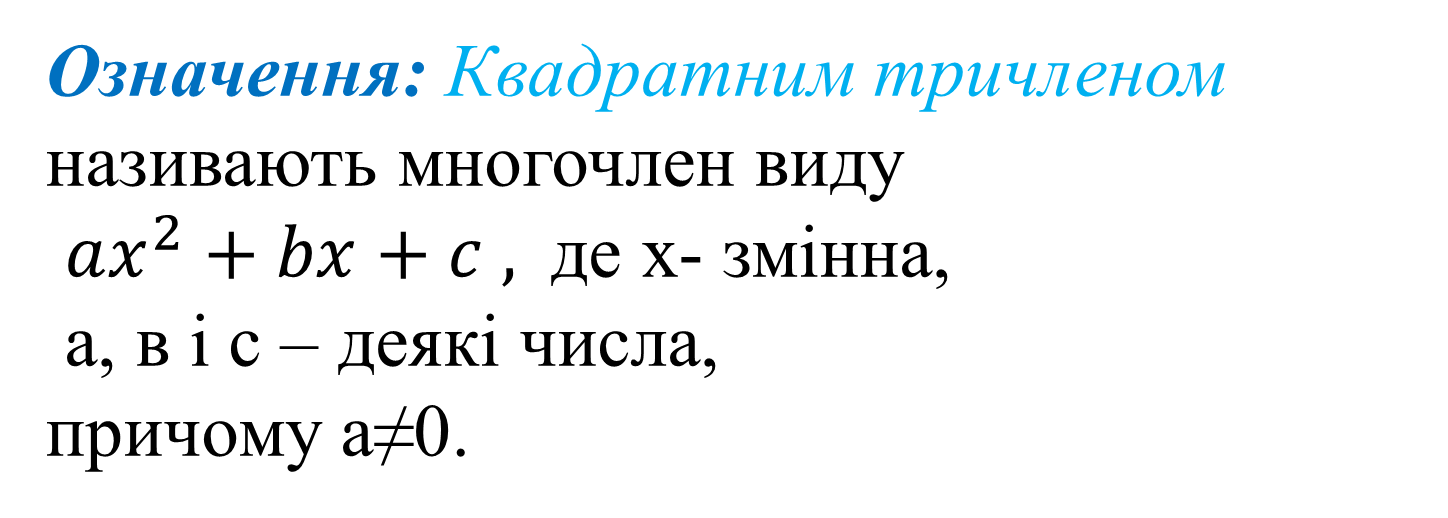 Означення: Квадратним тричленом
називають многочлен виду
ax² + bx + c , де х- змінна,
а, в і с – деякі числа,
причому а≠0.